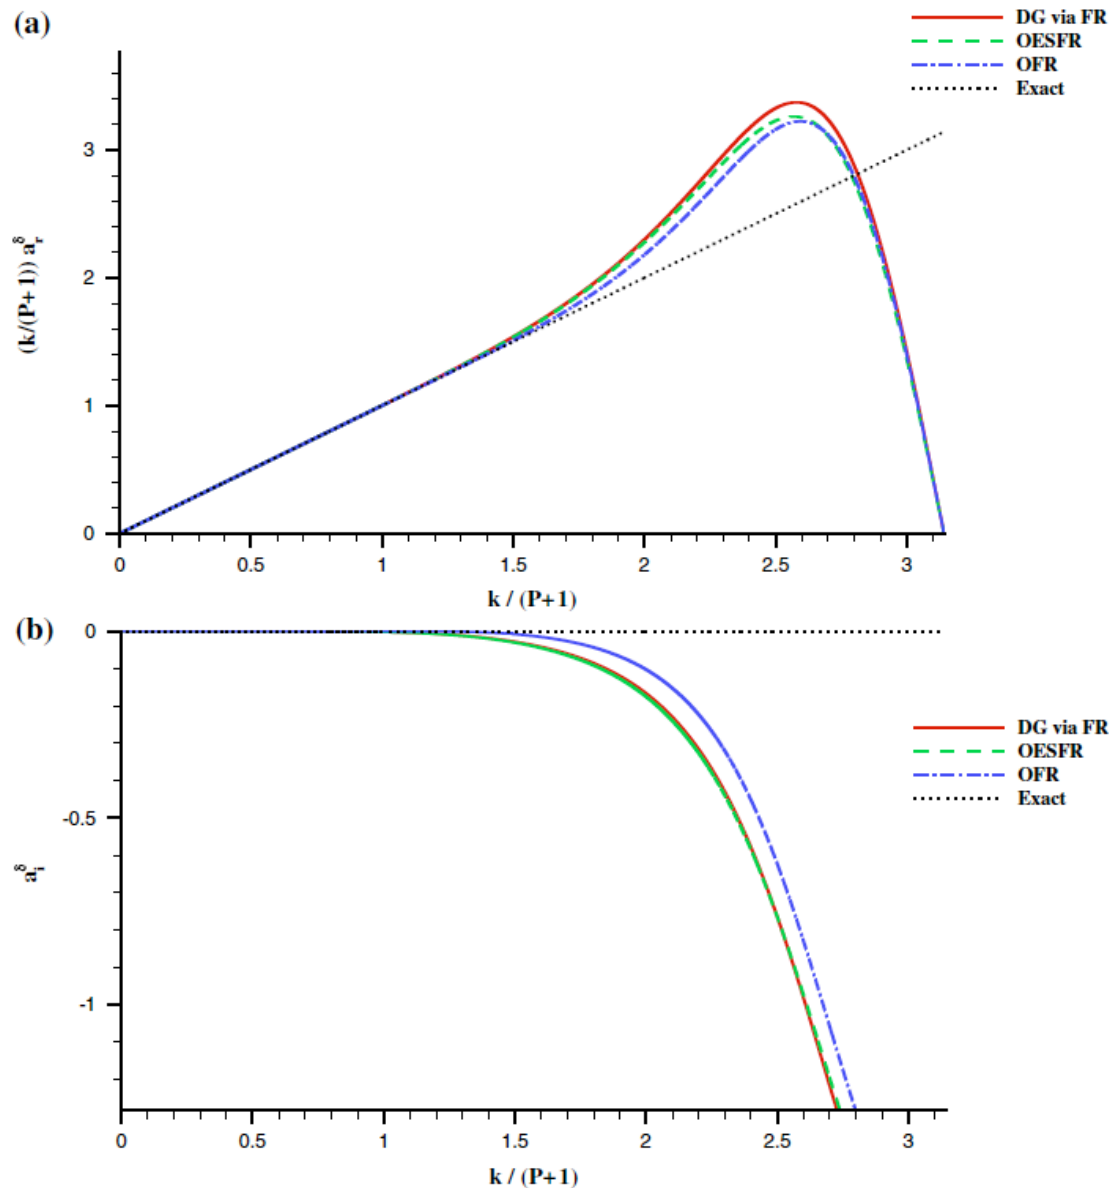 (a)
DG via FR
OESFR
OFR
Exact
3
2
1
0
(k/(P+1)) a_r^δ
0 0.5 1 1.5 2 2.5 3
k / (P+1)
(b)
0
-0.5
-1
a_i^δ
DG via FR
OESFR
OFR
Exact
0 0.5 1 1.5 2 2.5 3
k / (P+1)